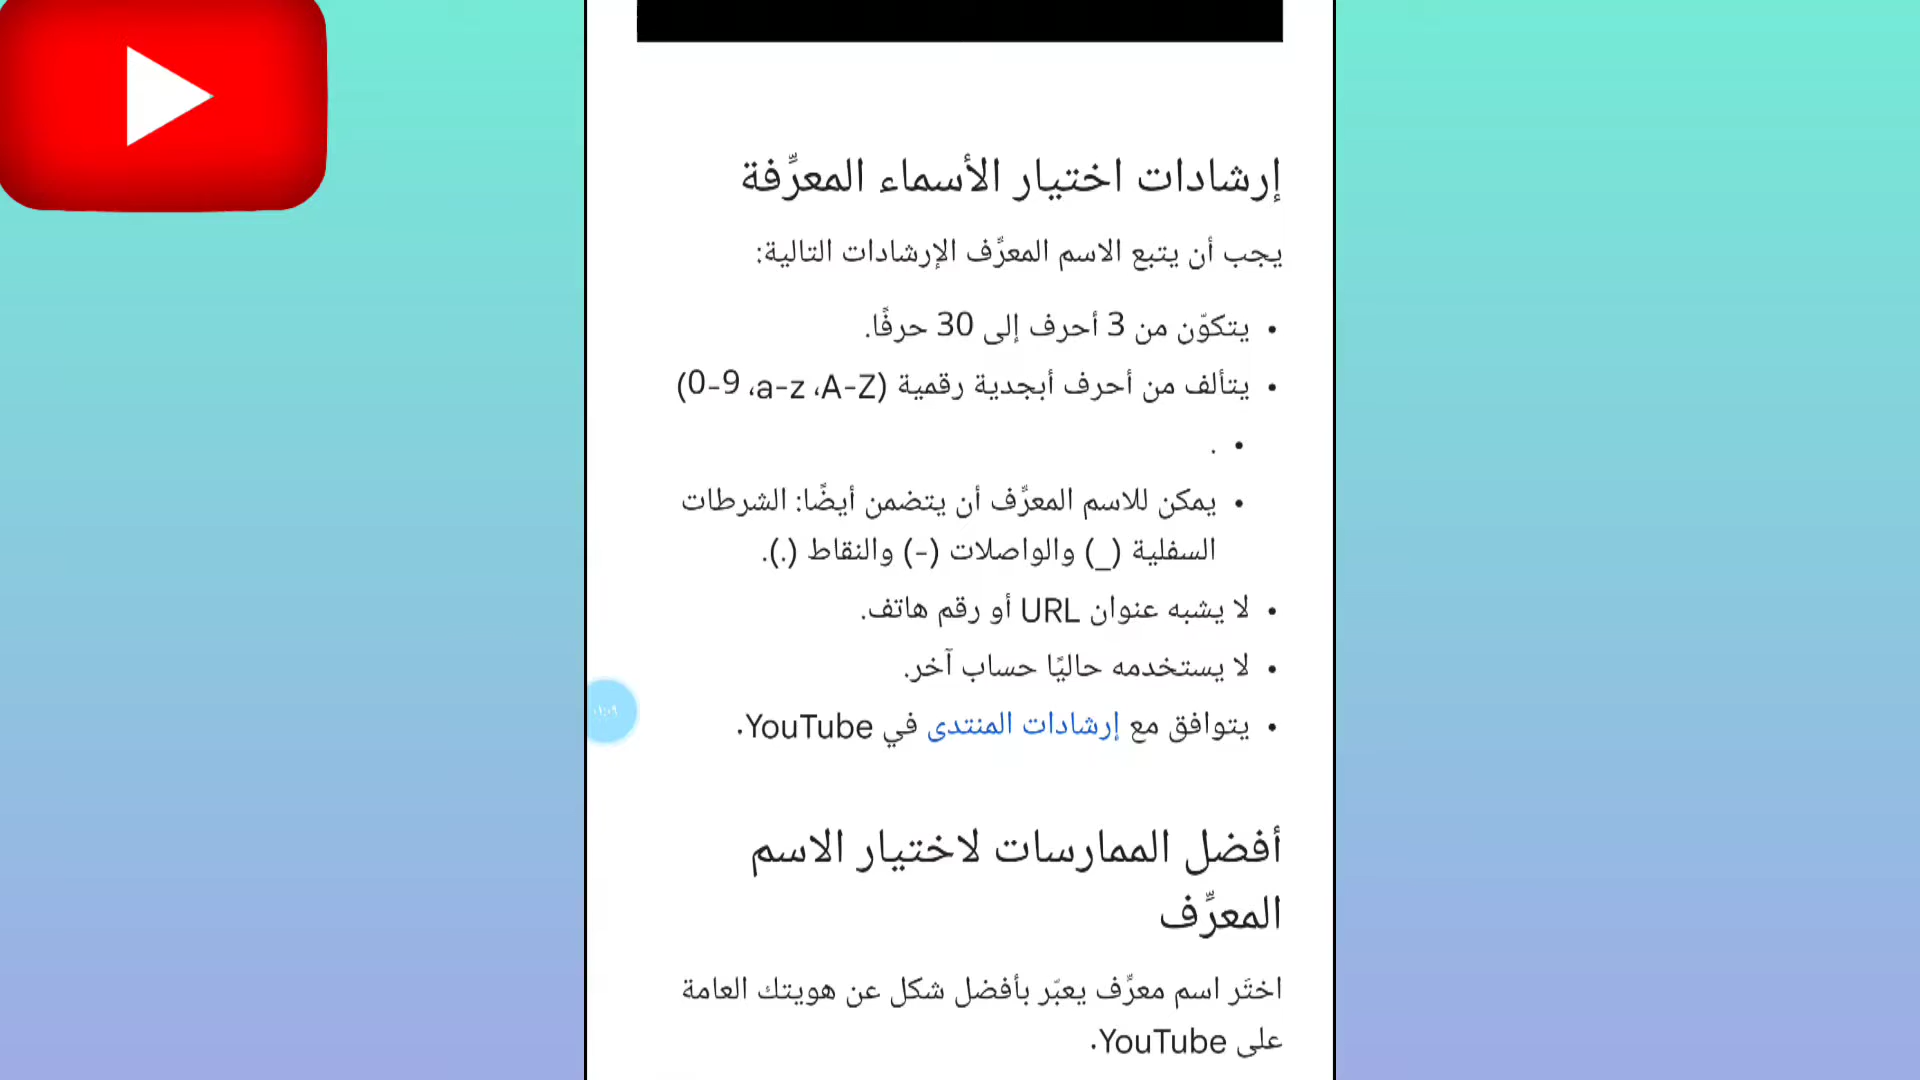 إرشادات اختيار الأسماء المعرِّفة
يجب أن يتبع الاسم المعرِّف الإرشادات التالية:
• يتكوّن من 3 أحرف إلى 30 حرفًا.
• يتألف من أحرف أبجدية رقمية (A-Z، ‏a-z، ‏0-9)
• .
• يمكن للاسم المعرِّف أن يتضمن أيضًا: الشرطات
السفلية (_) والواصلات (-) والنقاط (.).
• لا يشبه عنوان URL أو رقم هاتف.
• لا يستخدمه حاليًا حساب آخر.
٠١:٠٩
• يتوافق مع إرشادات المنتدى في YouTube.
أفضل الممارسات لاختيار الاسم
المعرِّف
اختَر اسم معرِّف يعبّر بأفضل شكل عن هويتك العامة
على YouTube.